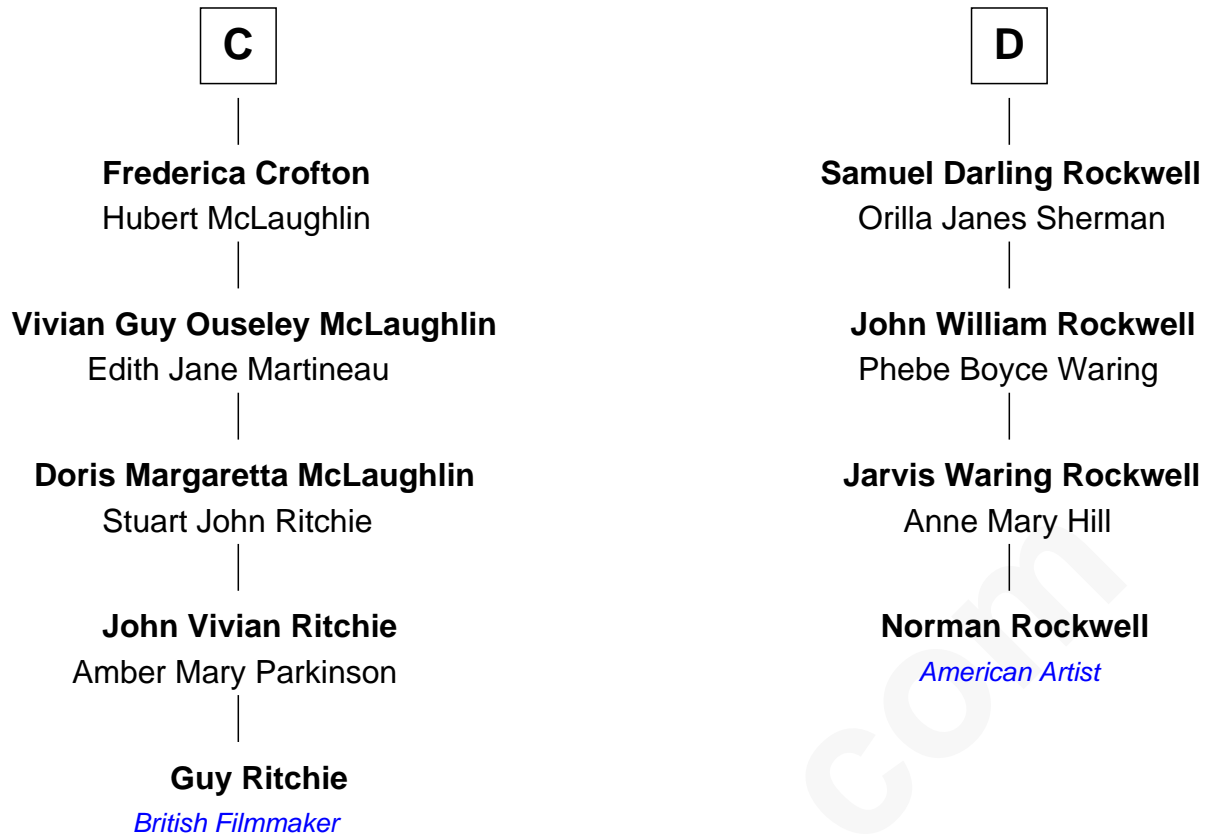 C
Frederica Crofton
Hubert McLaughlin
Vivian Guy Ouseley McLaughlin
Edith Jane Martineau
Doris Margaretta McLaughlin
Stuart John Ritchie
John Vivian Ritchie
Amber Mary Parkinson
Guy Ritchie
British Filmmaker
D
Samuel Darling Rockwell
Orilla Janes Sherman
John William Rockwell
Phebe Boyce Waring
Jarvis Waring Rockwell
Anne Mary Hill
Norman Rockwell
American Artist
com